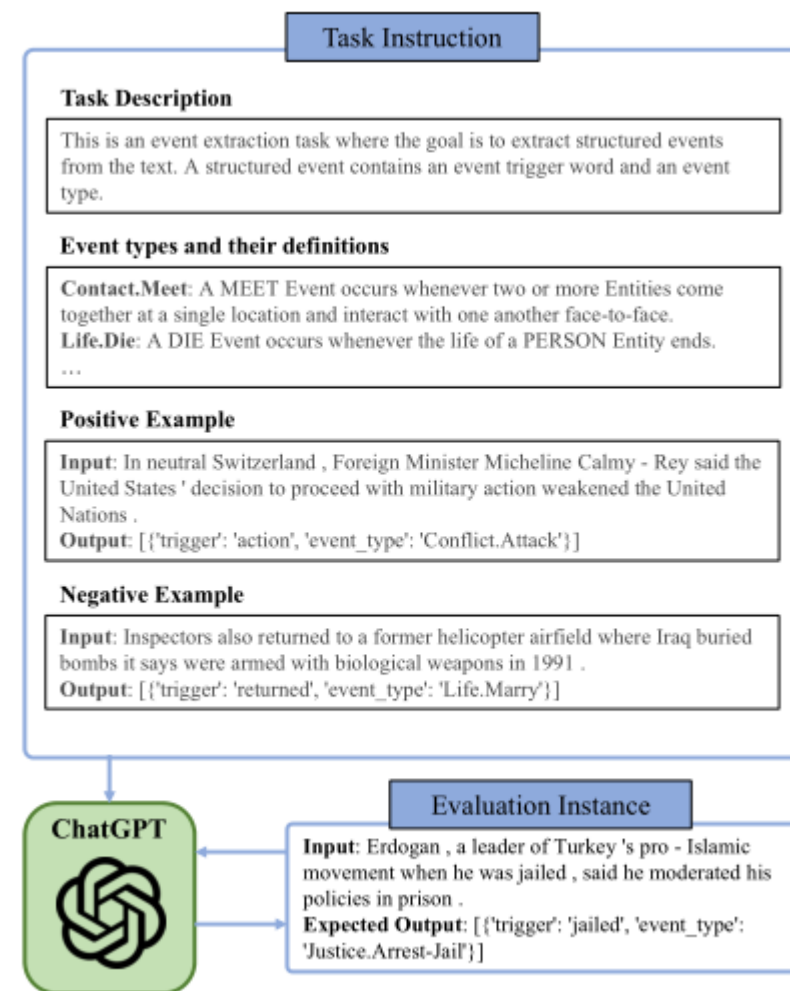 Task Instruction
Task Description
This is an event extraction task where the goal is to extract structured events
from the text. A structured event contains an event trigger word and an event
type.
Event types and their definitions
Contact.Meet: A MEET Event occurs whenever two or more Entities come
together at a single location and interact with one another face-to-face.
Life.Die: A DIE Event occurs whenever the life of a PERSON Entity ends.
…
Positive Example
Input: In neutral Switzerland , Foreign Minister Micheline Calmy - Rey said the
United States ' decision to proceed with military action weakened the United
Nations .
Output: [{'trigger': 'action', 'event_type': 'Conflict.Attack'}]
Negative Example
Input: Inspectors also returned to a former helicopter airfield where Iraq buried
bombs it says were armed with biological weapons in 1991 .
Output: [{'trigger': 'returned', 'event_type': 'Life.Marry'}]
ChatGPT
Evaluation Instance
Input: Erdogan , a leader of Turkey 's pro - Islamic
movement when he was jailed , said he moderated his
policies in prison .
Expected Output: [{'trigger': 'jailed', 'event_type':
'Justice.Arrest-Jail'}]